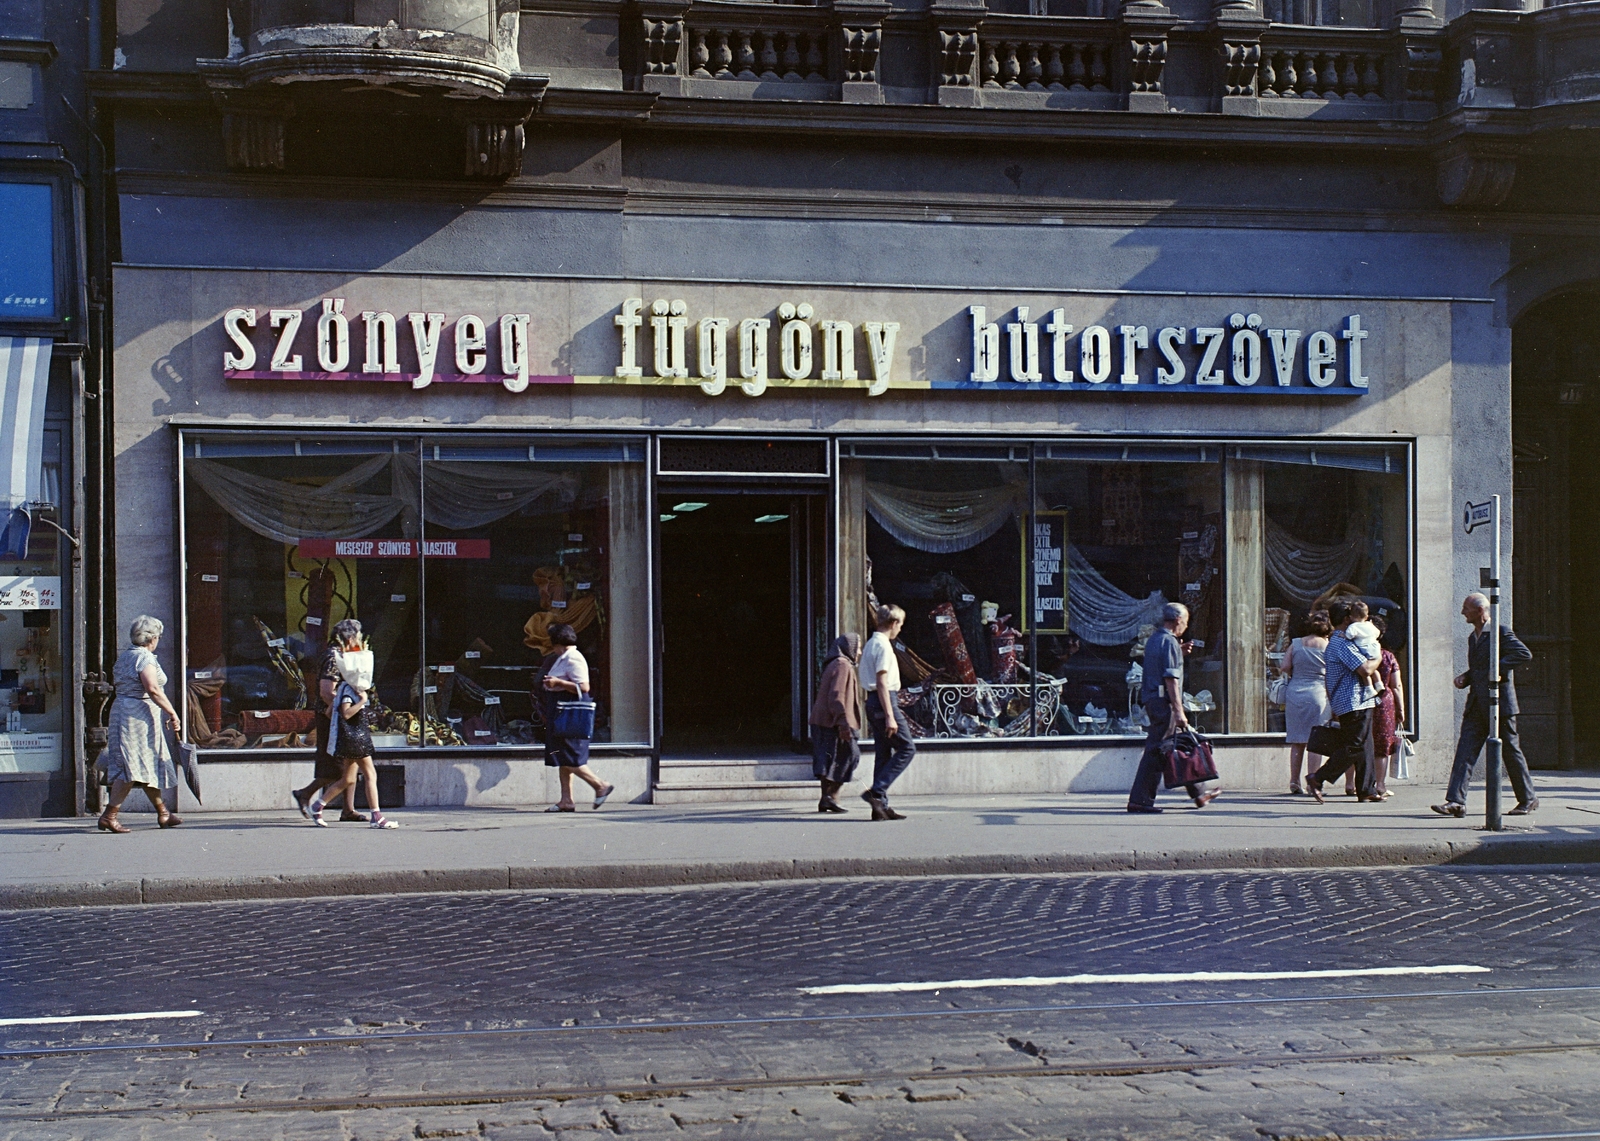 szőnyeg függöny bútorszövet
ÉFMV
MESESZÉP SZŐNYEG VÁLASZTÉK